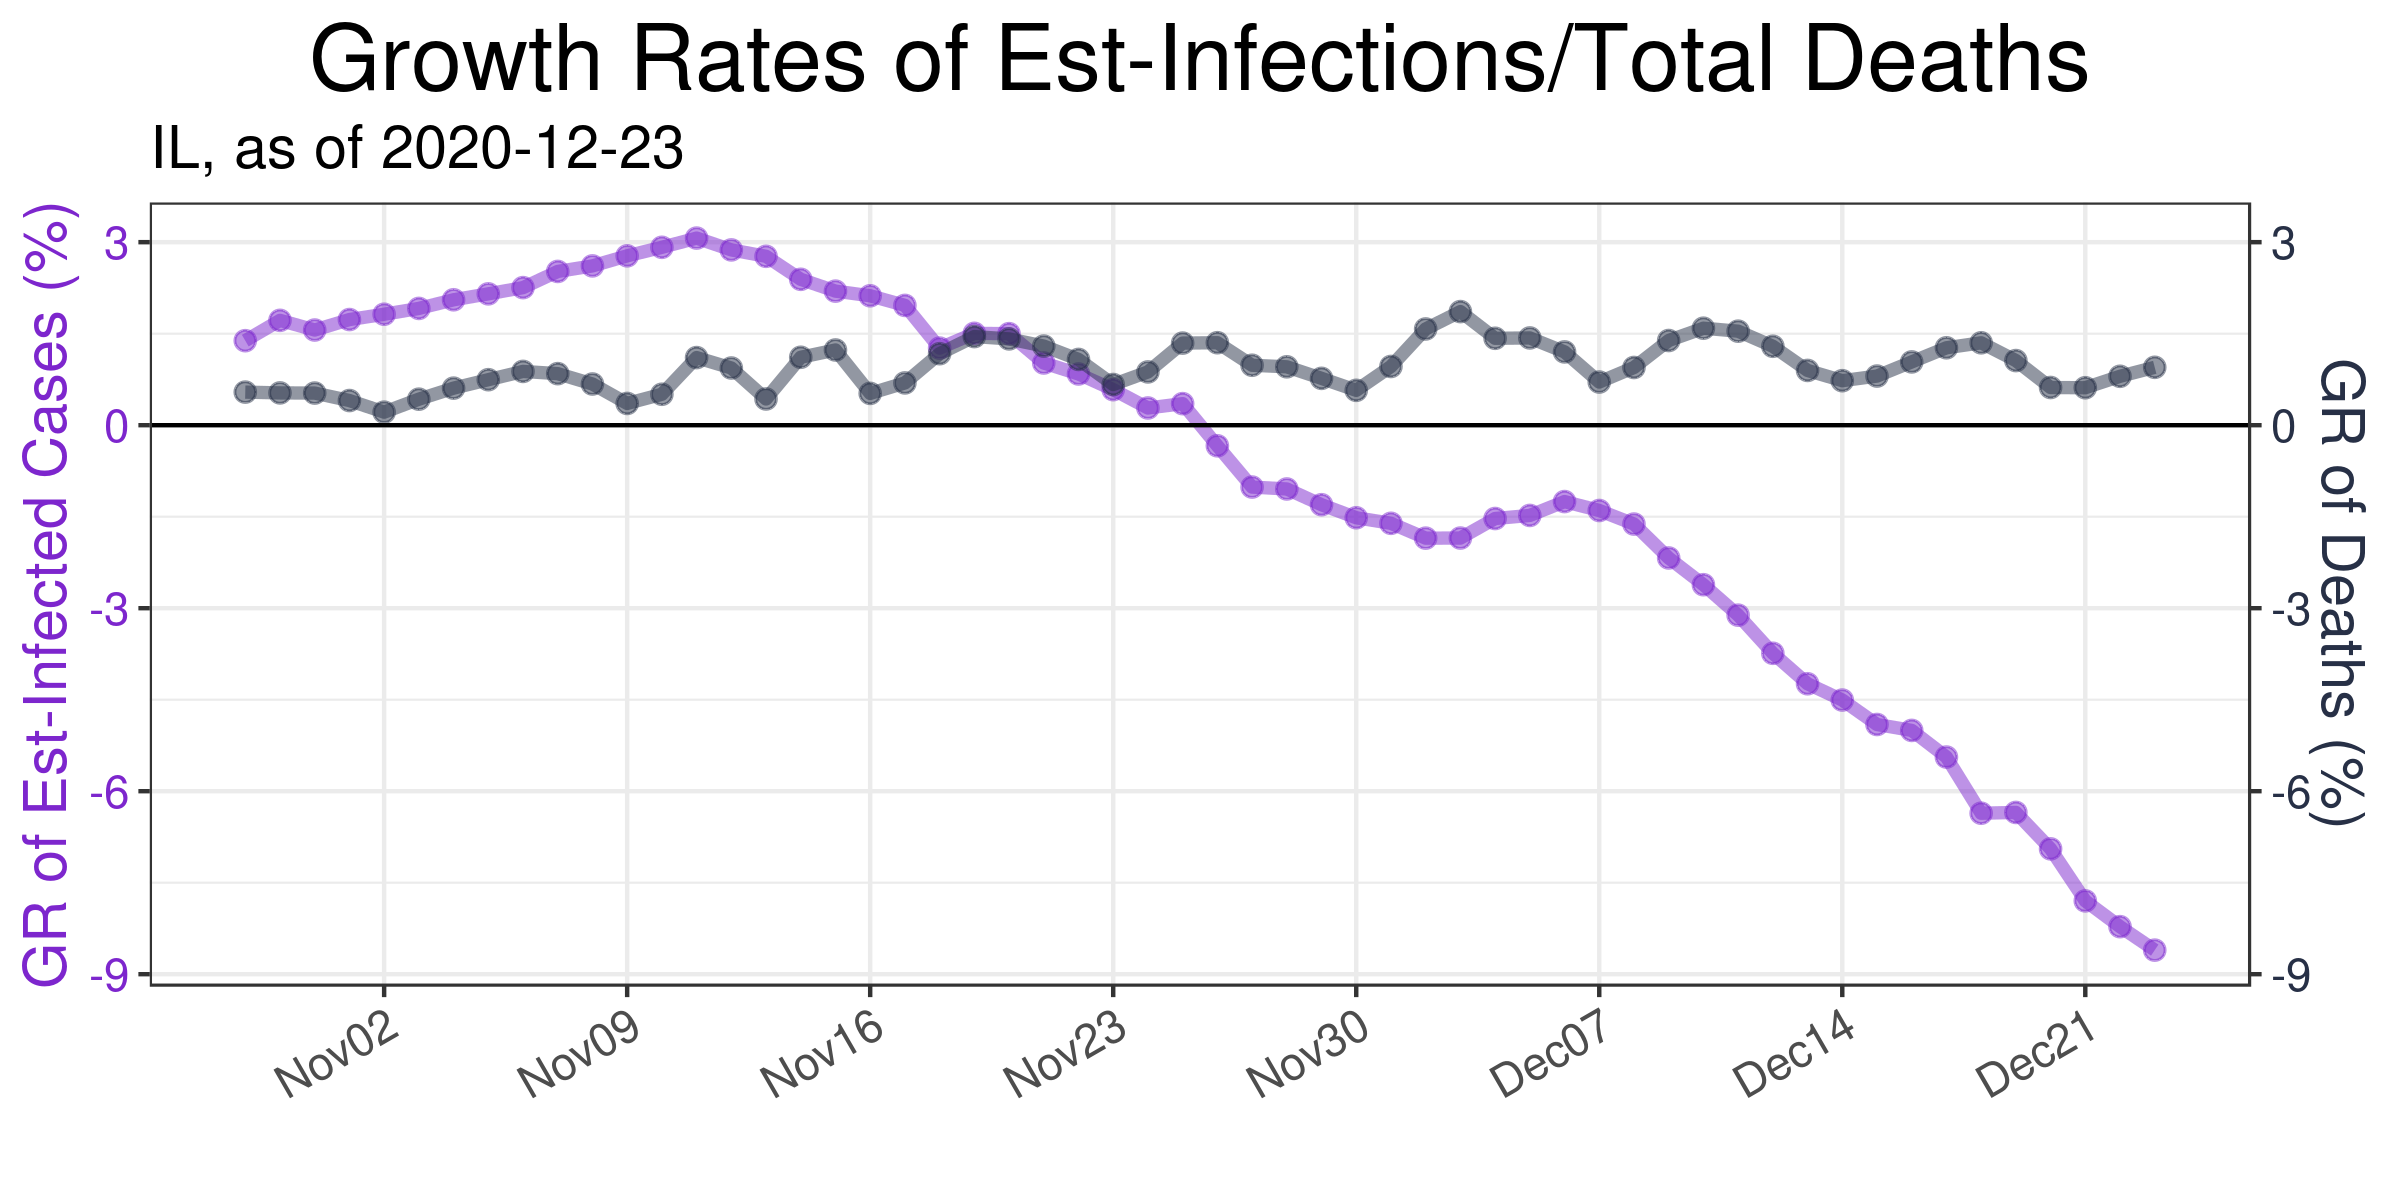 Growth Rates of Est-Infections/Total Deaths
IL, as of 2020-12-23
GR of Est-Infected Cases (%)
3
0
-3
-6
-9
3
0
-3
-6
-9
GR of Deaths (%)
Nov02
Nov09
Nov16
Nov23
Nov30
Dec07
Dec14
Dec21